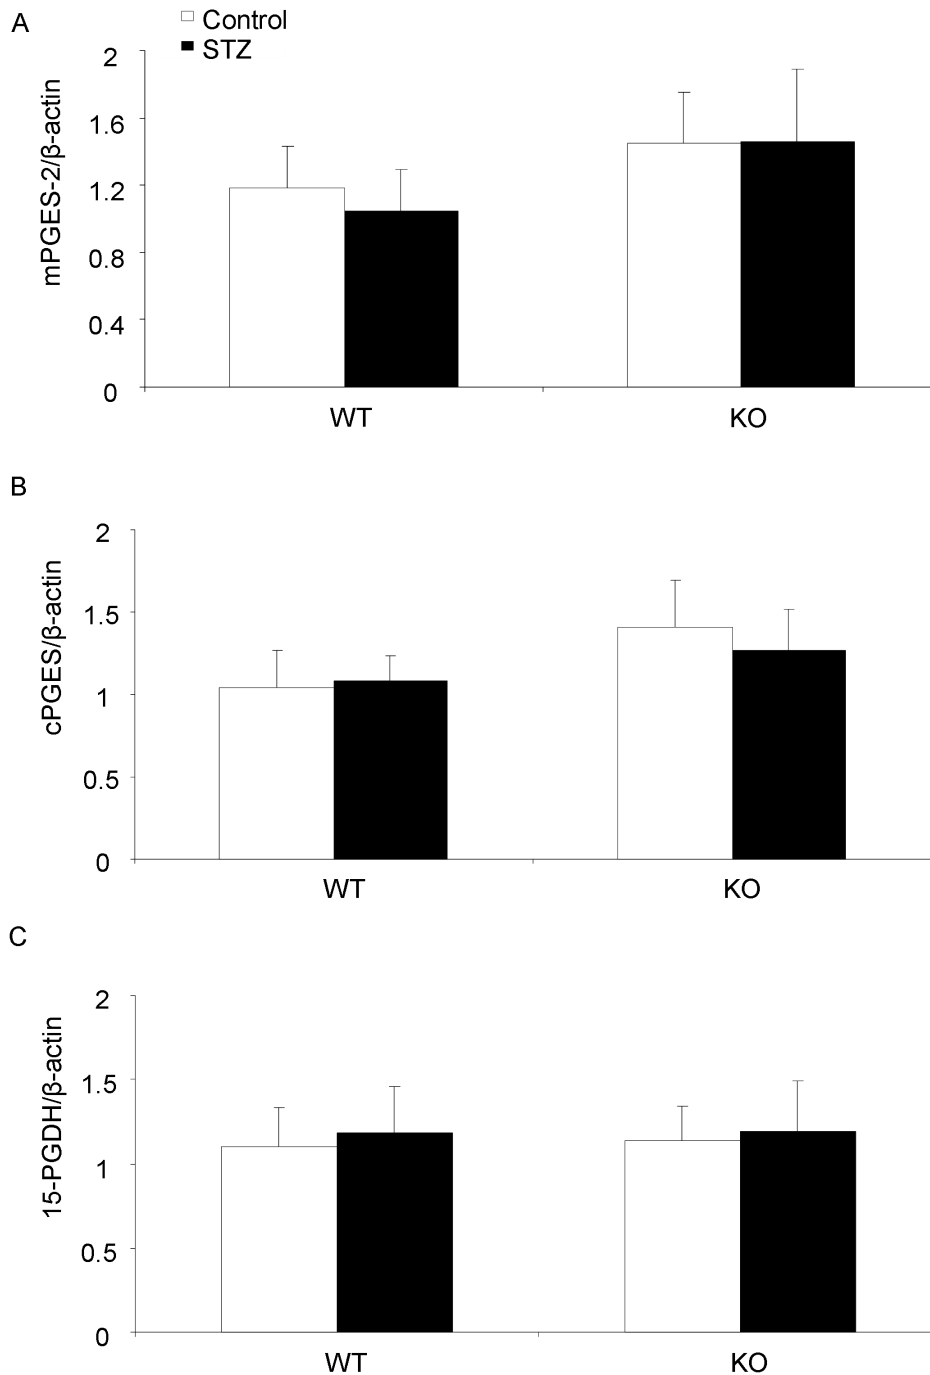 A
Control
STZ
mPGES-2/β-actin
2
1.6
1.2
0.8
0.4
0
WT KO
B
cPGES/β-actin
2
1.5
1
0.5
0
WT KO
C
15-PGDH/β-actin
2
1.5
1
0.5
0
WT KO